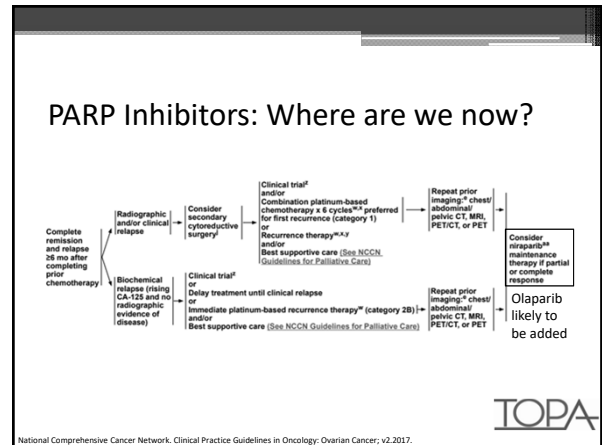 PARP Inhibitors: Where are we now?
Complete
remission
and relapse
≥6 mo after
completing
prior
chemotherapy
Radiographic
and/or clinical
relapse
Consider
secondary
cytoreductive
surgery
Clinical trialᶻ
and/or
Combination platinum-based
chemotherapy x 6 cyclesʷ,ˣ preferred
for first recurrence (category 1)
or
Recurrence therapyʷ,ˣ,ʸ
and/or
Best supportive care (See NCCN
Guidelines for Palliative Care)
Repeat prior
imaging:ᵉ chest/
abdominal/
pelvic CT, MRI,
PET/CT, or PET
Biochemical
relapse (rising
CA-125 and no
radiographic
evidence of
disease)
Clinical trialᶻ
or
Delay treatment until clinical relapse
or
Immediate platinum-based recurrence therapyʷ (category 2B)
and/or
Best supportive care (See NCCN Guidelines for Palliative Care)
Repeat prior
imaging:ᵉ chest/
abdominal/
pelvic CT, MRI,
PET/CT, or PET
Consider
niraparibᵃᵃ
maintenance
therapy if partial
or complete
response
Olaparib
likely to
be added
TOPA
National Comprehensive Cancer Network. Clinical Practice Guidelines in Oncology: Ovarian Cancer; v2.2017.